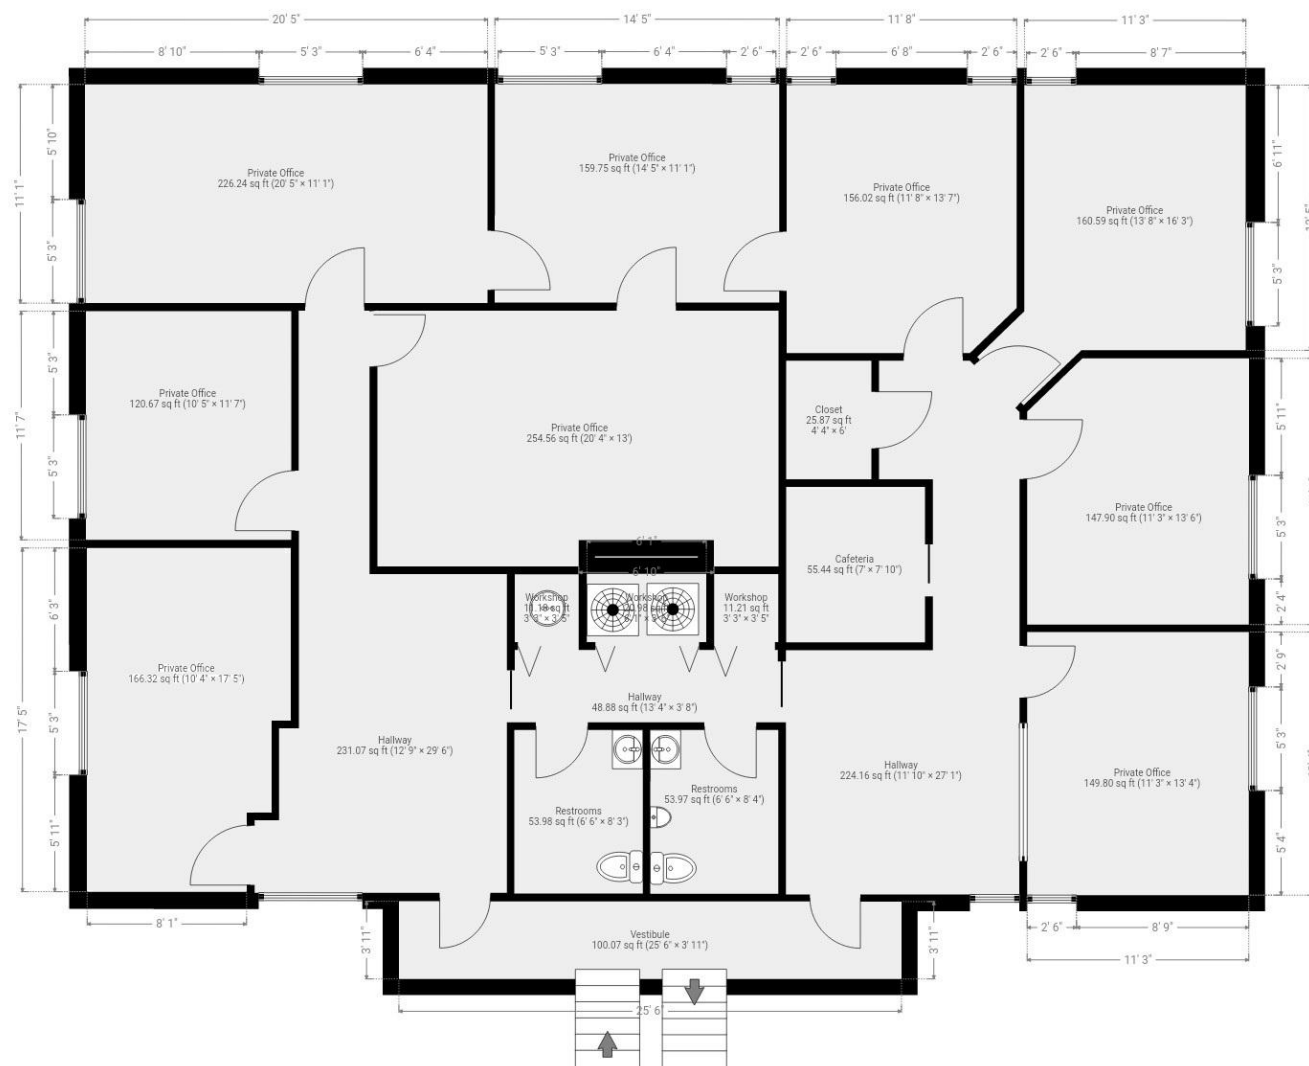 20' 5"
14' 5"
11' 8"
11' 3"
8' 10"
5' 3"
6' 4"
5' 3"
6' 4"
2' 6"
2' 6"
6' 8"
2' 6"
2' 6"
8' 7"
5' 10"
11' 1"
5' 3"
Private Office
226.24 sq ft (20' 5" × 11' 1")
Private Office
159.75 sq ft (14' 5" × 11' 1")
Private Office
156.02 sq ft (11' 8" × 13' 7")
Private Office
160.59 sq ft (13' 8" × 16' 3")
6' 11"
5' 3"
5' 3"
11' 7"
5' 3"
Private Office
120.67 sq ft (10' 5" × 11' 7")
Private Office
254.56 sq ft (20' 4" × 13')
Closet
25.87 sq ft
4' 4" × 6'
5' 11"
5' 3"
2' 4"
Private Office
147.90 sq ft (11' 3" × 13' 6")
Cafeteria
55.44 sq ft (7' × 7' 10")
6' 1"
6' 10"
Workshop
11.18 sq ft
3' 3" × 3' 5"
Workshop
Workshop
11.21 sq ft
3' 3" × 3' 5"
6' 3"
17' 5"
5' 3"
5' 11"
Private Office
166.32 sq ft (10' 4" × 17' 5")
Hallway
48.88 sq ft (13' 4" × 3' 8")
Hallway
231.07 sq ft (12' 9" × 29' 6")
Hallway
224.16 sq ft (11' 10" × 27' 1")
Private Office
149.80 sq ft (11' 3" × 13' 4")
2' 9"
5' 3"
5' 4"
Restrooms
53.98 sq ft (6' 6" × 8' 3")
Restrooms
53.97 sq ft (6' 6" × 8' 4")
8' 1"
3' 11"
Vestibule
100.07 sq ft (25' 6" × 3' 11")
3' 11"
2' 6"
8' 9"
11' 3"
25' 6"